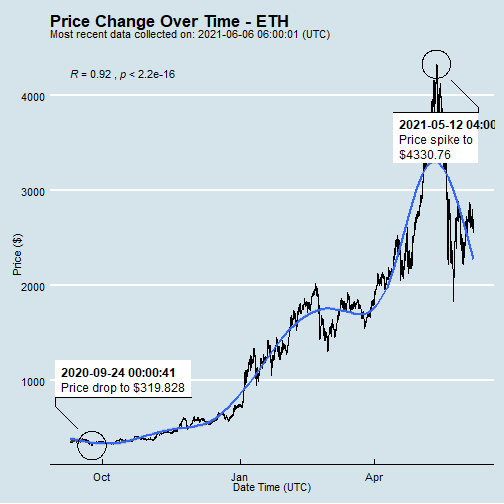 Price Change Over Time - ETH
Most recent data collected on: 2021-06-06 06:00:01 (UTC)
R = 0.92 , p < 2.2e-16
4000
2021-05-12 04:00
Price spike to
$4330.76
3000
Price ($)
2000
2020-09-24 00:00:41
Price drop to $319.828
1000
Oct
Jan
Apr
Date Time (UTC)